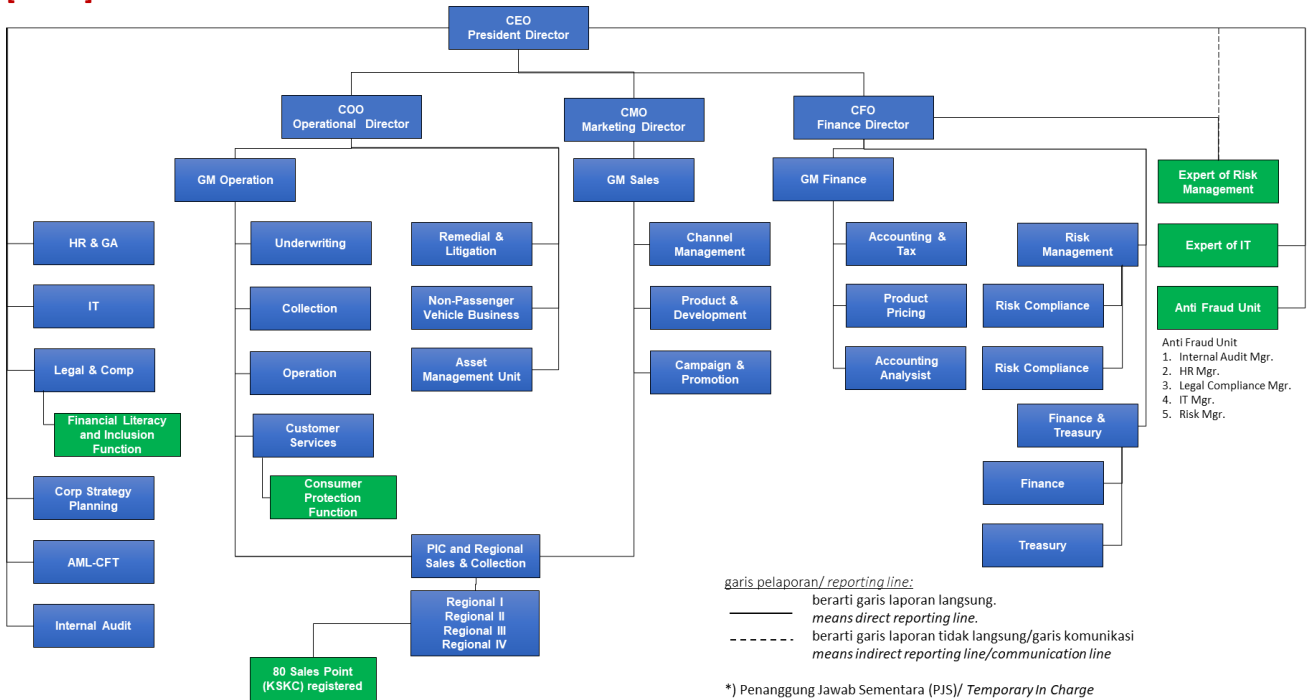 CEO
President Director
COO
Operational Director
CMO
Marketing Director
CFO
Finance Director
GM Operation
GM Sales
GM Finance
Expert of Risk
Management
HR & GA
Underwriting
Remedial &
Litigation
Channel
Management
Accounting &
Tax
Risk
Management
Expert of IT
IT
Collection
Non-Passenger
Vehicle Business
Product &
Development
Product
Pricing
Risk Compliance
Anti Fraud Unit
Legal & Comp
Operation
Asset
Management Unit
Campaign &
Promotion
Accounting
Analysist
Risk Compliance
Anti Fraud Unit
1. Internal Audit Mgr.
2. HR Mgr.
3. Legal Compliance Mgr.
4. IT Mgr.
5. Risk Mgr.
Financial Literacy
and Inclusion
Function
Customer
Services
Finance &
Treasury
Corp Strategy
Planning
Consumer
Protection
Function
Finance
AML-CFT
PIC and Regional
Sales & Collection
Treasury
Internal Audit
Regional I
Regional II
Regional III
Regional IV
80 Sales Point
(KSKC) registered
garis pelaporan/ reporting line:
berarti garis laporan langsung.
means direct reporting line.
berarti garis laporan tidak langsung/garis komunikasi
means indirect reporting line/communication line
*) Penanggung Jawab Sementara (PJS)/ Temporary In Charge